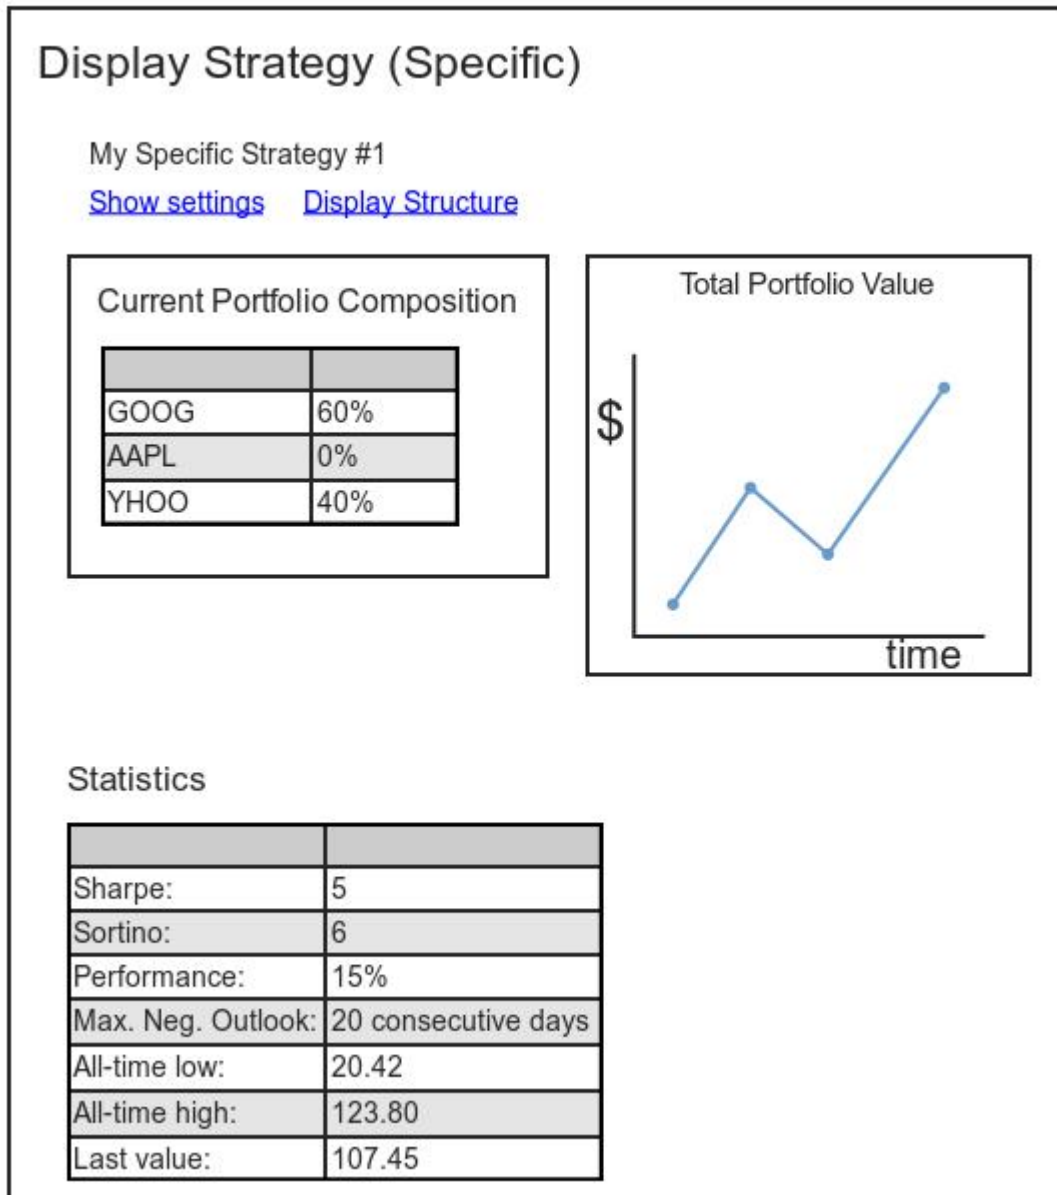 Display Strategy (Specific)
My Specific Strategy #1
Show settings Display Structure
Current Portfolio Composition
GOOG 60%
AAPL 0%
YHOO 40%
Total Portfolio Value
$
time
Statistics
Sharpe: 5
Sortino: 6
Performance: 15%
Max. Neg. Outlook: 20 consecutive days
All-time low: 20.42
All-time high: 123.80
Last value: 107.45